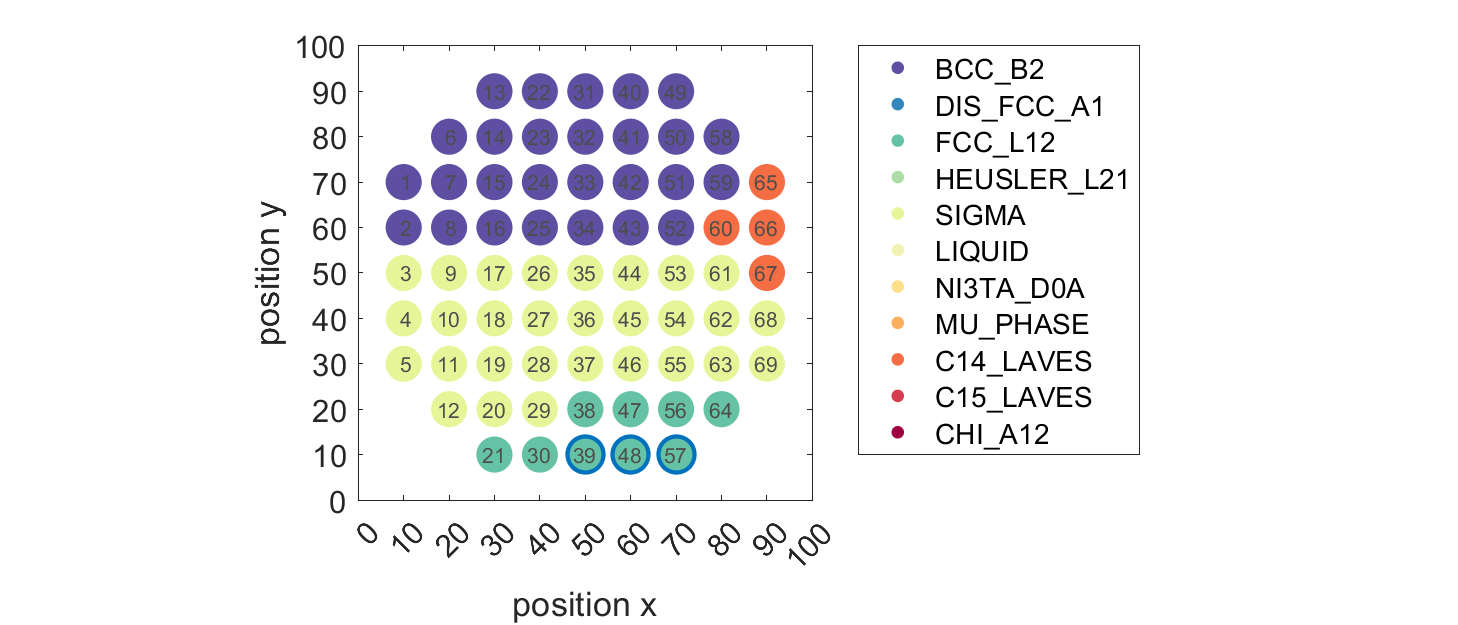 100
90
80
70
60
50
40
30
20
10
0
position y
13 22 31 40 49
6 14 23 32 41 50 58
1 7 15 24 33 42 51 59 65
2 8 16 25 34 43 52 60 66
3 9 17 26 35 44 53 61 67
4 10 18 27 36 45 54 62 68
5 11 19 28 37 46 55 63 69
12 20 29 38 47 56 64
21 30 39 48 57
0 10 20 30 40 50 60 70 80 90 100
position x
BCC_B2
DIS_FCC_A1
FCC_L12
HEUSLER_L21
SIGMA
LIQUID
NI3TA_D0A
MU_PHASE
C14_LAVES
C15_LAVES
CHI_A12